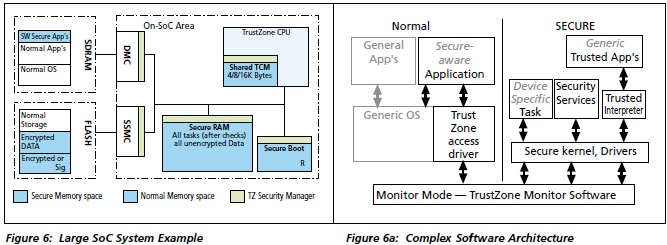 On-SoC Area
SW Secure App's
Normal App's
Normal OS
SDRAM
DMC
TrustZone CPU
Shared TCM
4/8/16K Bytes
Normal
Storage
Encrypted
DATA
Encrypted or
Sig
FLASH
SSMC
Secure RAM
All tasks (after checks)
all unencrypted Data
Secure Boot
R
Secure Memory space
Normal Memory space
TZ Security Manager
Figure 6: Large SoC System Example
Normal
SECURE
General
App's
Secure-
aware
Application
Generic
Trusted App's
Device
Specific
Task
Security
Services
Trusted
Interpreter
Generic OS
Trust
Zone
access
driver
Secure kernel, Drivers
Monitor Mode — TrustZone Monitor Software
Figure 6a: Complex Software Architecture